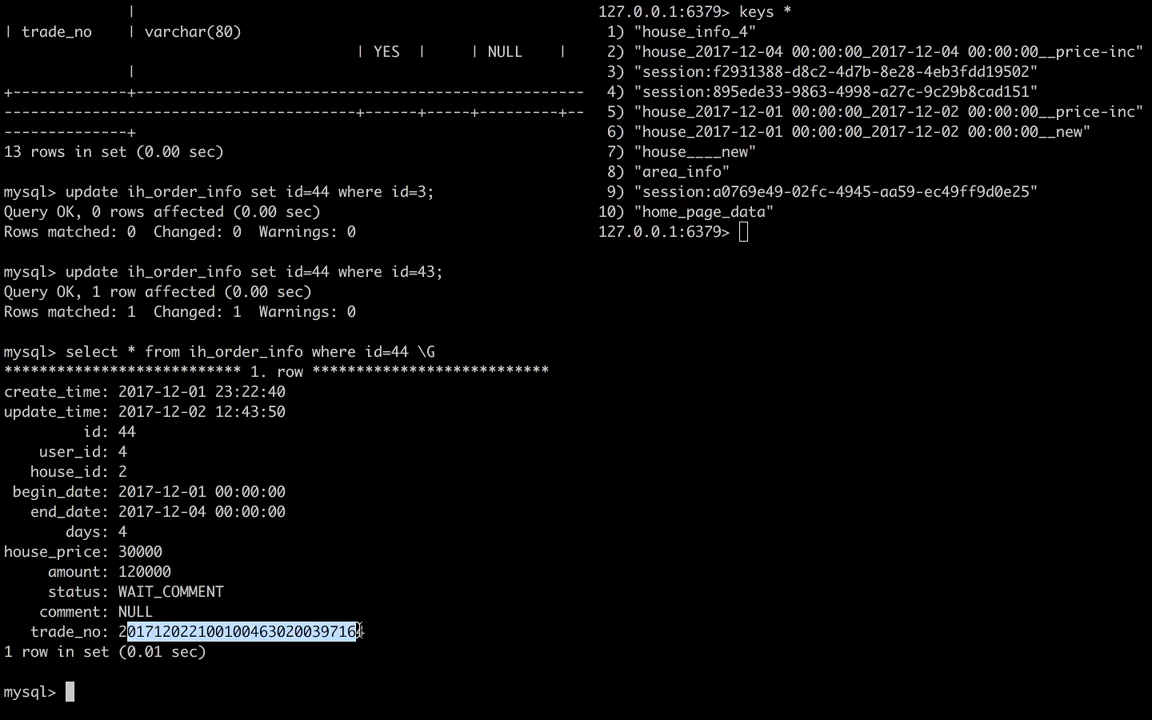 |
| trade_no    | varchar(80)
| YES  |     | NULL    |
|
+-------------+---------------------------------------------------------
---------------------------------------------+------+-----+---------+--
--------------+
13 rows in set (0.00 sec)
mysql> update ih_order_info set id=44 where id=3;
Query OK, 0 rows affected (0.00 sec)
Rows matched: 0  Changed: 0  Warnings: 0
mysql> update ih_order_info set id=44 where id=43;
Query OK, 1 row affected (0.00 sec)
Rows matched: 1  Changed: 1  Warnings: 0
mysql> select * from ih_order_info where id=44 \G
*************************** 1. row ***************************
create_time: 2017-12-01 23:22:40
update_time: 2017-12-02 12:43:50
id: 44
user_id: 4
house_id: 2
begin_date: 2017-12-01 00:00:00
end_date: 2017-12-04 00:00:00
days: 4
house_price: 30000
amount: 120000
status: WAIT_COMMENT
comment: NULL
trade_no: 2017120221001004630200397164
1 row in set (0.01 sec)
mysql>
127.0.0.1:6379> keys *
1) "house_info_4"
2) "house_2017-12-04 00:00:00_2017-12-04 00:00:00__price-inc"
3) "session:f2931388-d8c2-4d7b-8e28-4eb3fdd19502"
4) "session:895ede33-9863-4998-a27c-9c29b8cad151"
5) "house_2017-12-01 00:00:00_2017-12-02 00:00:00__price-inc"
6) "house_2017-12-01 00:00:00_2017-12-02 00:00:00__new"
7) "house____new"
8) "area_info"
9) "session:a0769e49-02fc-4945-aa59-ec49ff9d0e25"
10) "home_page_data"
127.0.0.1:6379>